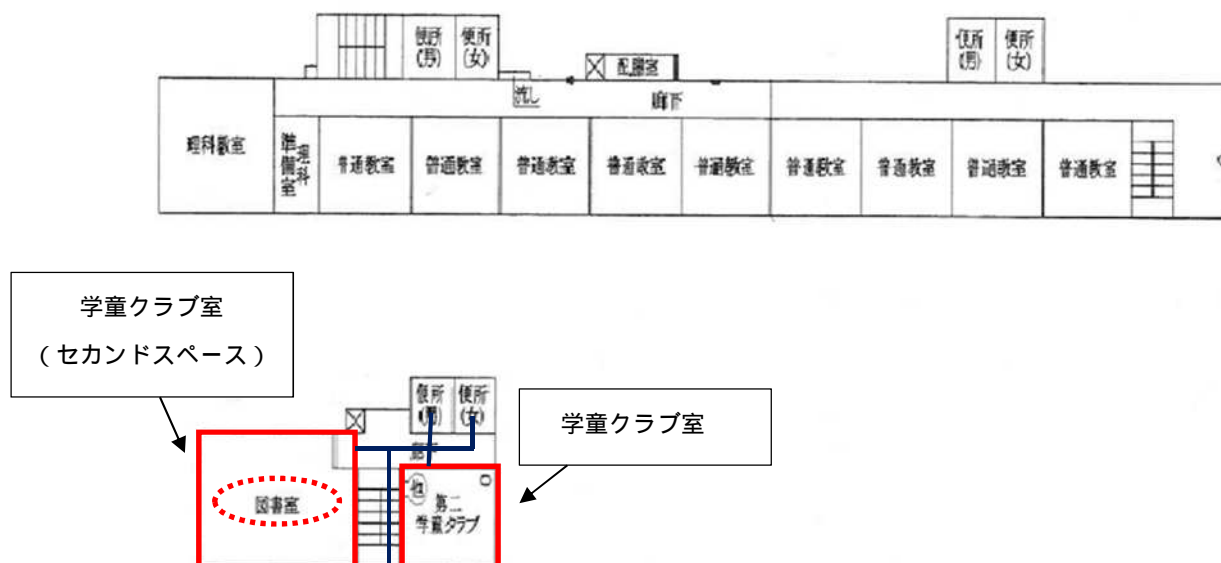 便所
(男)
便所
(女)
便所
(男)
便所
(女)
配膳室
流し
廊下
理科教室
準備室
理科
普通教室
普通教室
普通教室
普通教室
普通教室
普通教室
普通教室
普通教室
普通教室
学童クラブ室
(セカンドスペース)
便所
(男)
便所
(女)
学童クラブ室
図書室
第二
学童クラブ